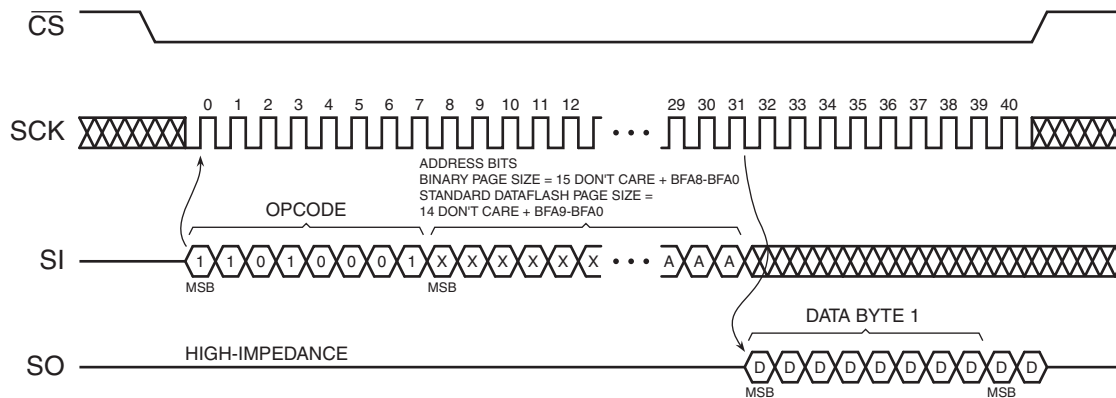 CS
SCK
0 1 2 3 4 5 6 7 8 9 10 11 12 29 30 31 32 33 34 35 36 37 38 39 40
ADDRESS BITS
BINARY PAGE SIZE = 15 DON'T CARE + BFA8-BFA0
STANDARD DATAFLASH PAGE SIZE =
14 DON'T CARE + BFA9-BFA0
OPCODE
SI
1 1 0 1 0 0 0 1 X X X X X X • • • A A A
MSB MSB
DATA BYTE 1
SO
HIGH-IMPEDANCE
D D D D D D D D D D
MSB MSB